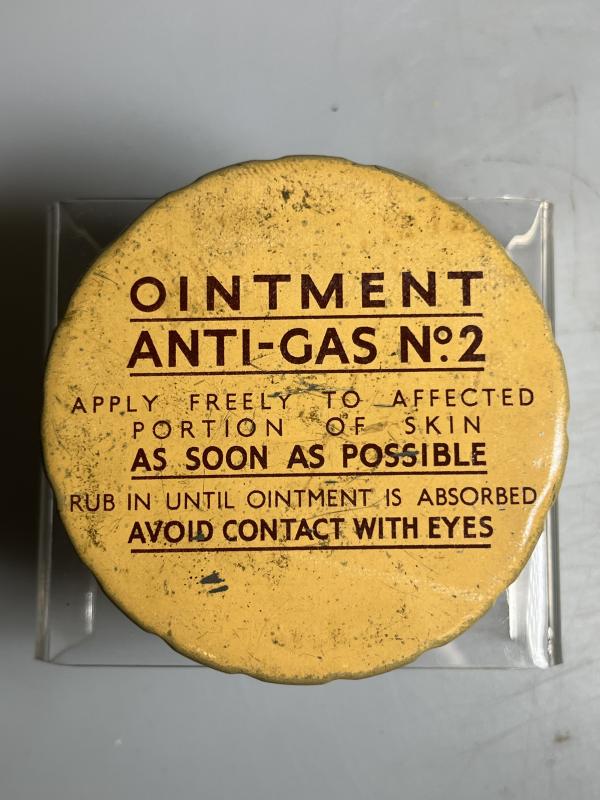 OINTMENT
ANTI-GAS Nº.2
APPLY FREELY TO AFFECTED
PORTION OF SKIN
AS SOON AS POSSIBLE
RUB IN UNTIL OINTMENT IS ABSORBED
AVOID CONTACT WITH EYES